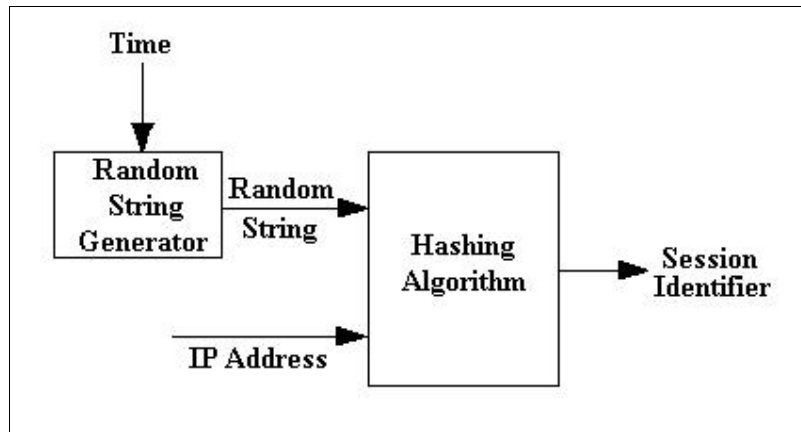 Time
Random
String
Generator
Random
String
IP Address
Hashing
Algorithm
Session
Identifier